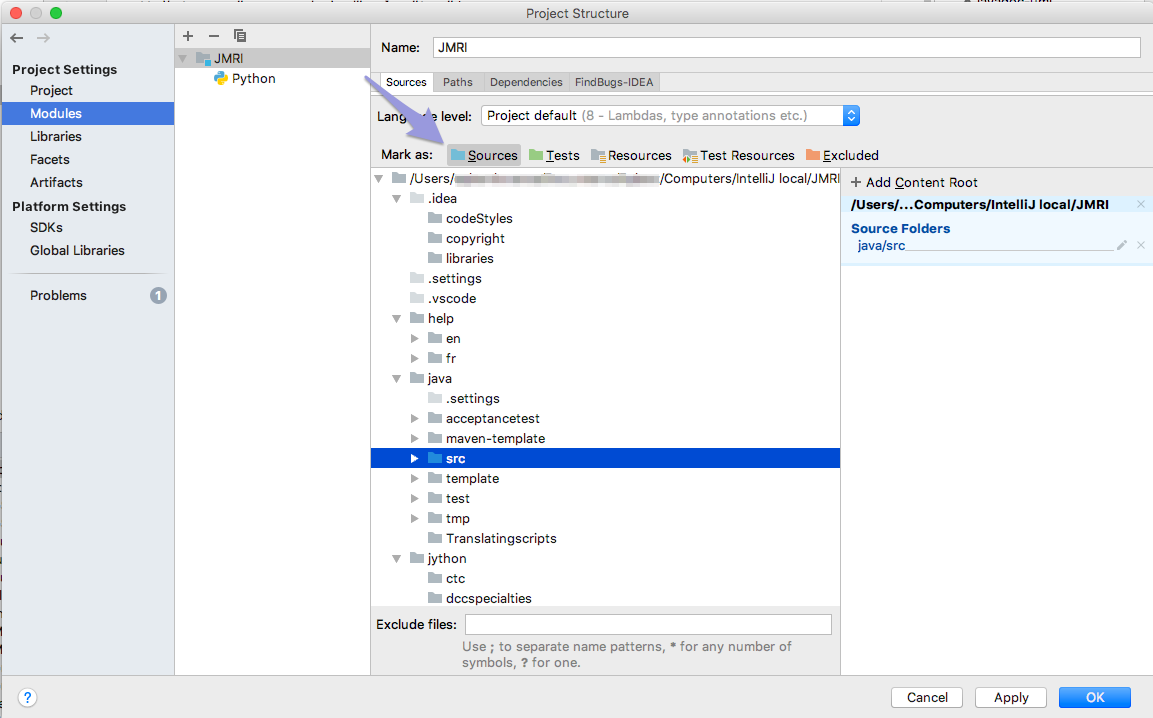 Project Structure
Project Settings
Project
Modules
Libraries
Facets
Artifacts
Platform Settings
SDKs
Global Libraries
Problems
1
JMRI
Python
Name: JMRI
Sources Paths Dependencies FindBugs-IDEA
level: Project default (8 - Lambdas, type annotations etc.)
Mark as: Sources Tests Resources Test Resources Excluded
/Users/ /Computers/IntelliJ local/JMRI
.idea
codeStyles
copyright
libraries
.settings
.vscode
help
en
fr
java
.settings
acceptancetest
maven-template
src
template
test
tmp
Translatingscripts
jython
ctc
dccspecialties
Exclude files:
Use ; to separate name patterns, * for any number of
symbols, ? for one.
+ Add Content Root
/Users/...Computers/IntelliJ local/JMRI
Source Folders
java/src
?
Cancel Apply OK